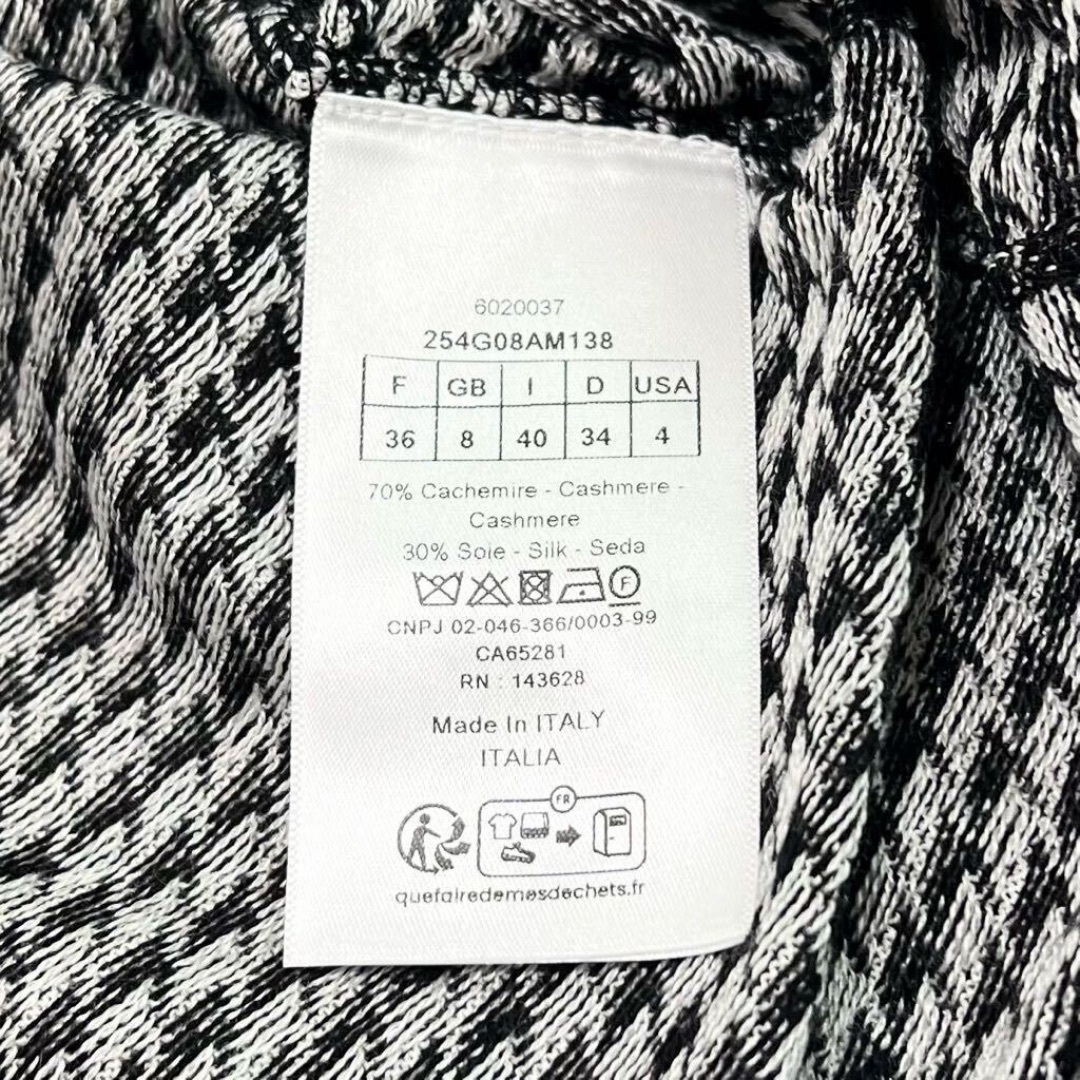 6020037
254G08AM138
F GB I D USA
36 8 40 34 4
70% Cachemire - Cashmere -
Cashmere
30% Soie - Silk - Seda
F
CNPJ 02-046-366/0003-99
CA65281
RN : 143628
Made In ITALY
ITALIA
FR
quefairedemesdechets.fr